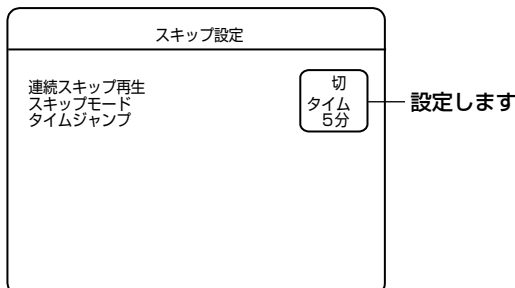 スキップ設定
連続スキップ再生 切
スキップモード タイム
タイムジャンプ 5分
設定します